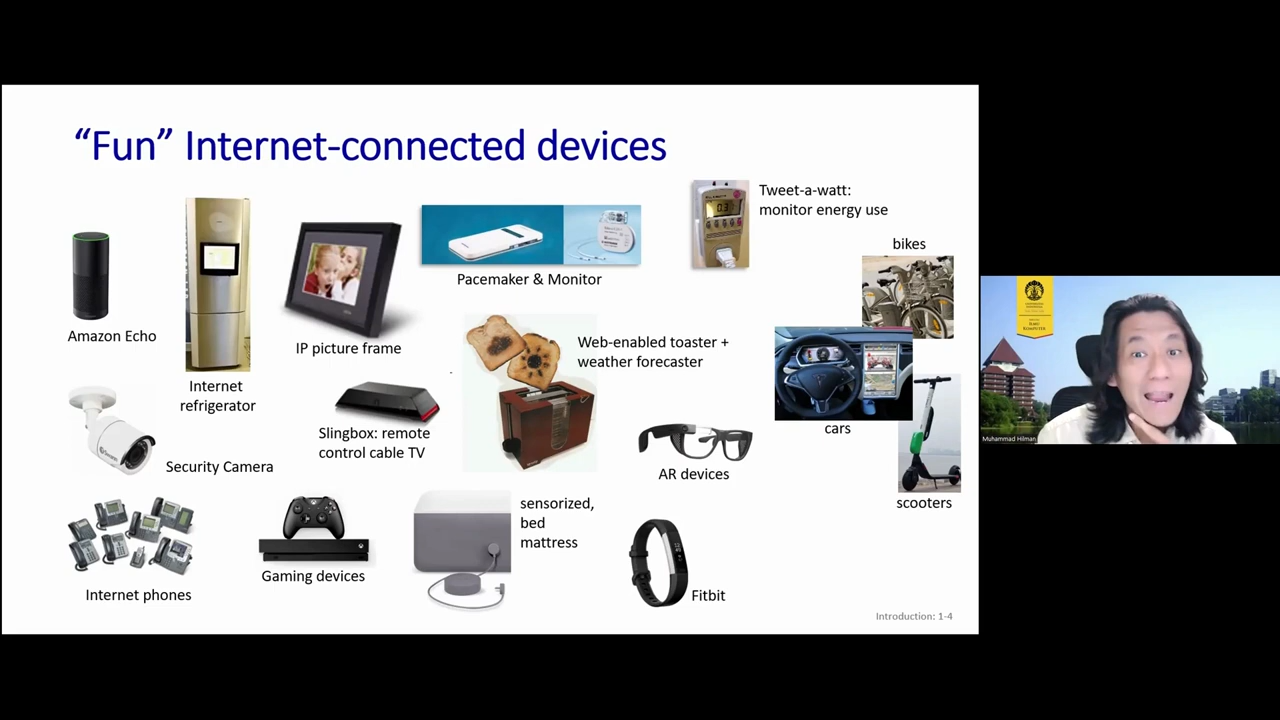 “Fun” Internet-connected devices
Tweet-a-watt:
monitor energy use
bikes
Pacemaker & Monitor
Amazon Echo
IP picture frame
Web-enabled toaster +
weather forecaster
Internet
refrigerator
cars
Slingbox: remote
control cable TV
Security Camera
AR devices
scooters
sensorized,
bed
mattress
Gaming devices
Internet phones
Fitbit
Introduction: 1-4
ILMU
KOMPUTER
Muhammad Hilman